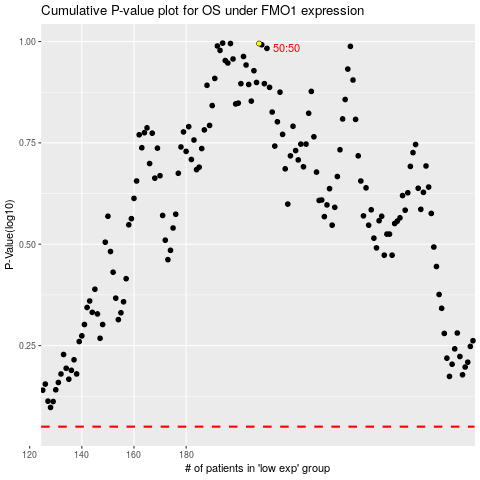 Cumulative P-value plot for OS under FMO1 expression
P-Value(log10)
1.00
0.75
0.50
0.25
50:50
120 140 160 180
# of patients in 'low exp' group